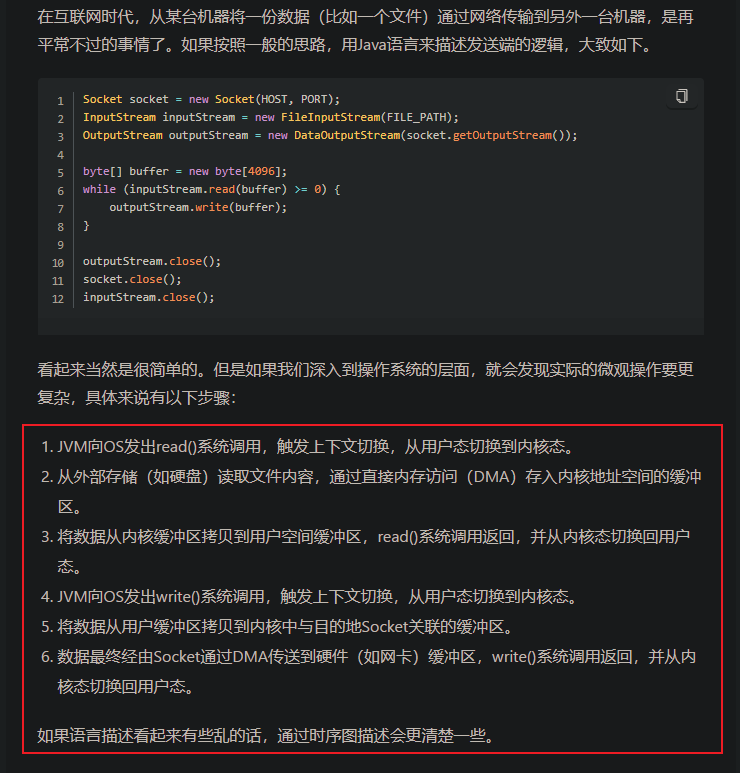 在互联网时代，从某台机器将一份数据（比如一个文件）通过网络传输到另外一台机器，是再
平常不过的事情了。如果按照一般的思路，用Java语言来描述发送端的逻辑，大致如下。
1 Socket socket = new Socket(HOST, PORT);
2 InputStream inputStream = new FileInputStream(FILE_PATH);
3 OutputStream outputStream = new DataOutputStream(socket.getOutputStream());
4
5 byte[] buffer = new byte[4096];
6 while (inputStream.read(buffer) >= 0) {
7     outputStream.write(buffer);
8 }
9
10 outputStream.close();
11 socket.close();
12 inputStream.close();
看起来当然是很简单的。但是如果我们深入到操作系统的层面，就会发现实际的微观操作要更
复杂，具体来说有以下步骤：
1. JVM向OS发出read()系统调用，触发上下文切换，从用户态切换到内核态。
2. 从外部存储（如硬盘）读取文件内容，通过直接内存访问（DMA）存入内核地址空间的缓冲
区。
3. 将数据从内核缓冲区拷贝到用户空间缓冲区，read()系统调用返回，并从内核态切换回用户
态。
4. JVM向OS发出write()系统调用，触发上下文切换，从用户态切换到内核态。
5. 将数据从用户缓冲区拷贝到内核中与目的地Socket关联的缓冲区。
6. 数据最终经由Socket通过DMA传送到硬件（如网卡）缓冲区，write()系统调用返回，并从内
核态切换回用户态。
如果语言描述看起来有些乱的话，通过时序图描述会更清楚一些。